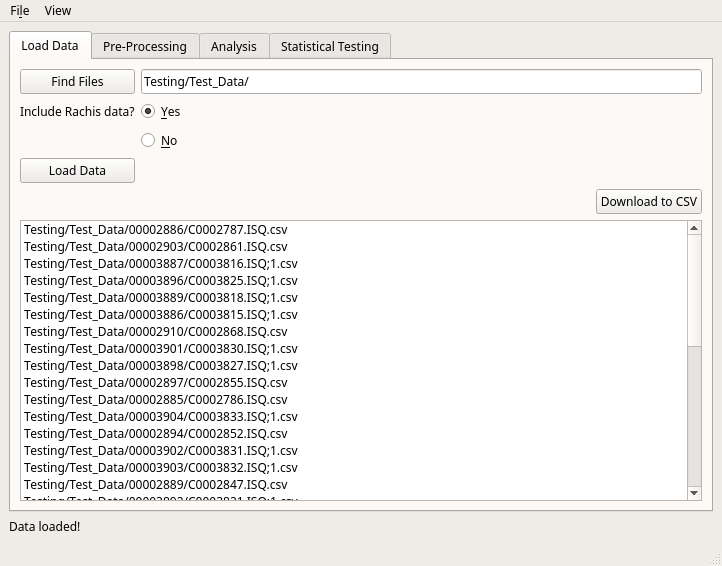 File View
Load Data Pre-Processing Analysis Statistical Testing
Find Files Testing/Test_Data/
Include Rachis data? Yes
No
Load Data
Download to CSV
Testing/Test_Data/00002886/C0002787.ISQ.csv
Testing/Test_Data/00002903/C0002861.ISQ.csv
Testing/Test_Data/00003887/C0003816.ISQ;1.csv
Testing/Test_Data/00003896/C0003825.ISQ;1.csv
Testing/Test_Data/00003889/C0003818.ISQ;1.csv
Testing/Test_Data/00003886/C0003815.ISQ;1.csv
Testing/Test_Data/00002910/C0002868.ISQ.csv
Testing/Test_Data/00003901/C0003830.ISQ;1.csv
Testing/Test_Data/00003898/C0003827.ISQ;1.csv
Testing/Test_Data/00002897/C0002855.ISQ.csv
Testing/Test_Data/00002885/C0002786.ISQ.csv
Testing/Test_Data/00003904/C0003833.ISQ;1.csv
Testing/Test_Data/00002894/C0002852.ISQ.csv
Testing/Test_Data/00003902/C0003831.ISQ;1.csv
Testing/Test_Data/00003903/C0003832.ISQ;1.csv
Testing/Test_Data/00002889/C0002847.ISQ.csv
Data loaded!